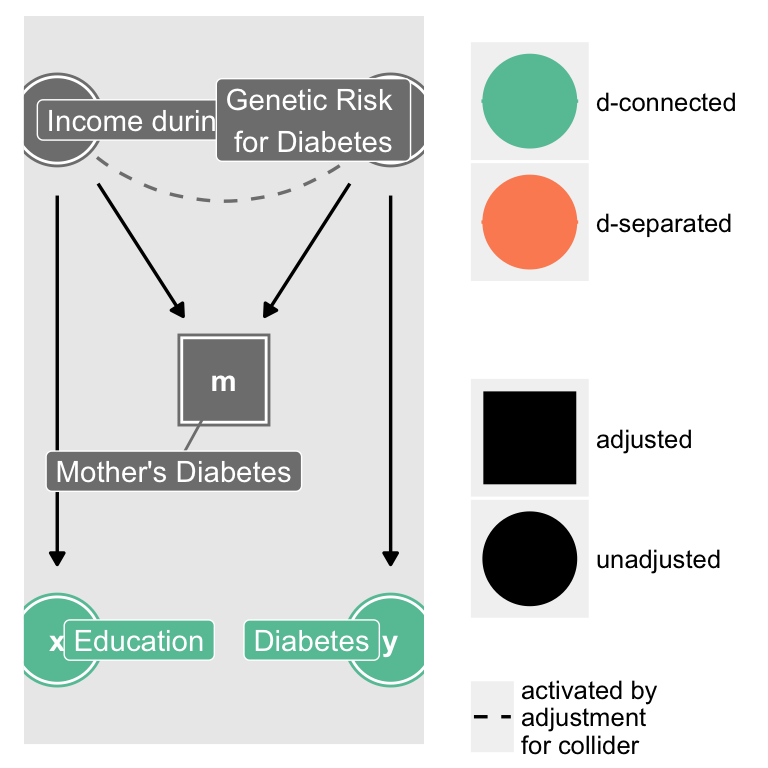 Income durin
Genetic Risk
for Diabetes
m
Mother's Diabetes
x
Education
Diabetes
y
d-connected
d-separated
adjusted
unadjusted
activated by
adjustment
for collider